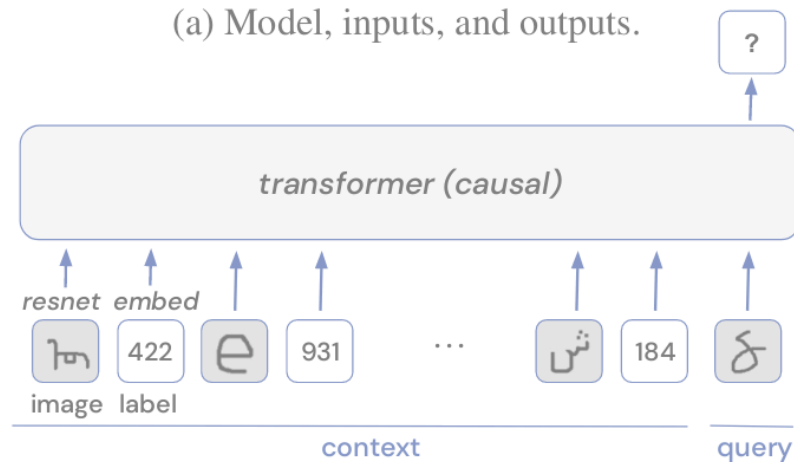 (a) Model, inputs, and outputs.
?
transformer (causal)
resnet embed
422 e 931 ... 184
image label
context query